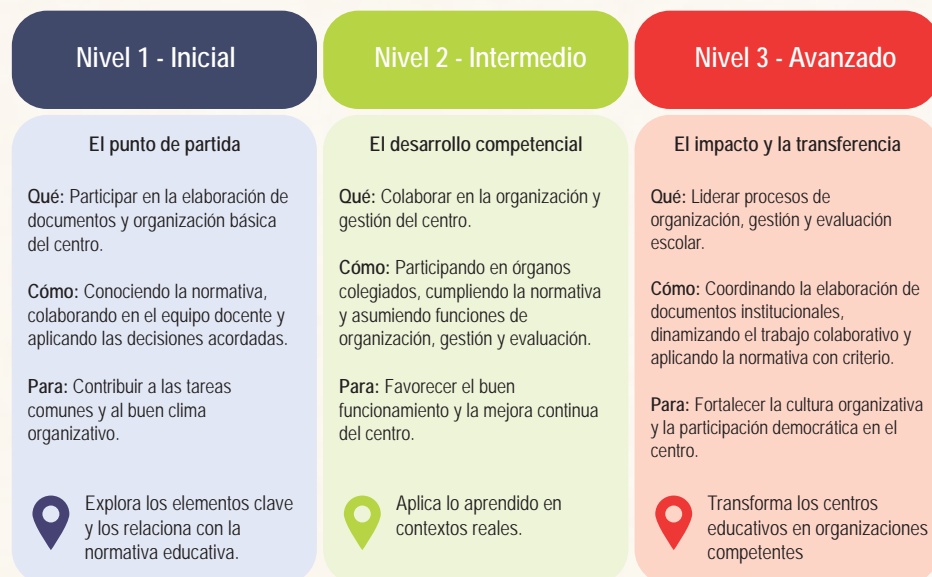 Nivel 1 - Inicial
El punto de partida
Qué: Participar en la elaboración de
documentos y organización básica
del centro.
Cómo: Conociendo la normativa,
colaborando en el equipo docente y
aplicando las decisiones acordadas.
Para: Contribuir a las tareas
comunes y al buen clima
organizativo.
Explora los elementos clave
y los relaciona con la
normativa educativa.
Nivel 2 - Intermedio
El desarrollo competencial
Qué: Colaborar en la organización y
gestión del centro.
Cómo: Participando en órganos
colegiados, cumpliendo la normativa
y asumiendo funciones de
organización, gestión y evaluación.
Para: Favorecer el buen
funcionamiento y la mejora continua
del centro.
Aplica lo aprendido en
contextos reales.
Nivel 3 - Avanzado
El impacto y la transferencia
Qué: Liderar procesos de
organización, gestión y evaluación
escolar.
Cómo: Coordinando la elaboración de
documentos institucionales,
dinamizando el trabajo colaborativo y
aplicando la normativa con criterio.
Para: Fortalecer la cultura organizativa
y la participación democrática en el
centro.
Transforma los centros
educativos en organizaciones
competentes